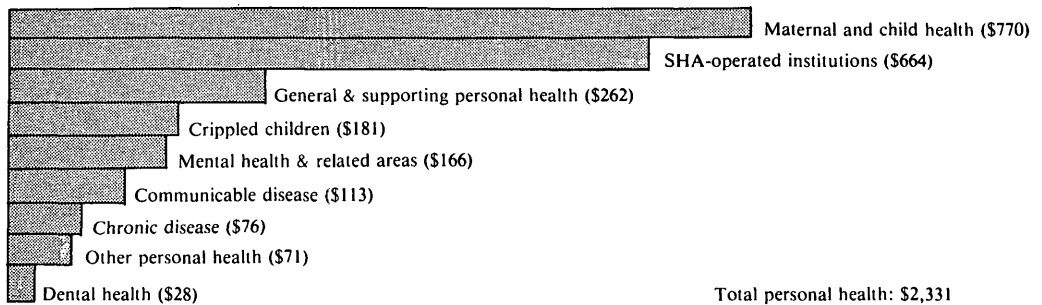 Maternal and child health ($770)
SHA-operated institutions ($664)
General & supporting personal health ($262)
Crippled children ($181)
Mental health & related areas ($166)
Communicable disease ($113)
Chronic disease ($76)
Other personal health ($71)
Dental health ($28)
Total personal health: $2,331